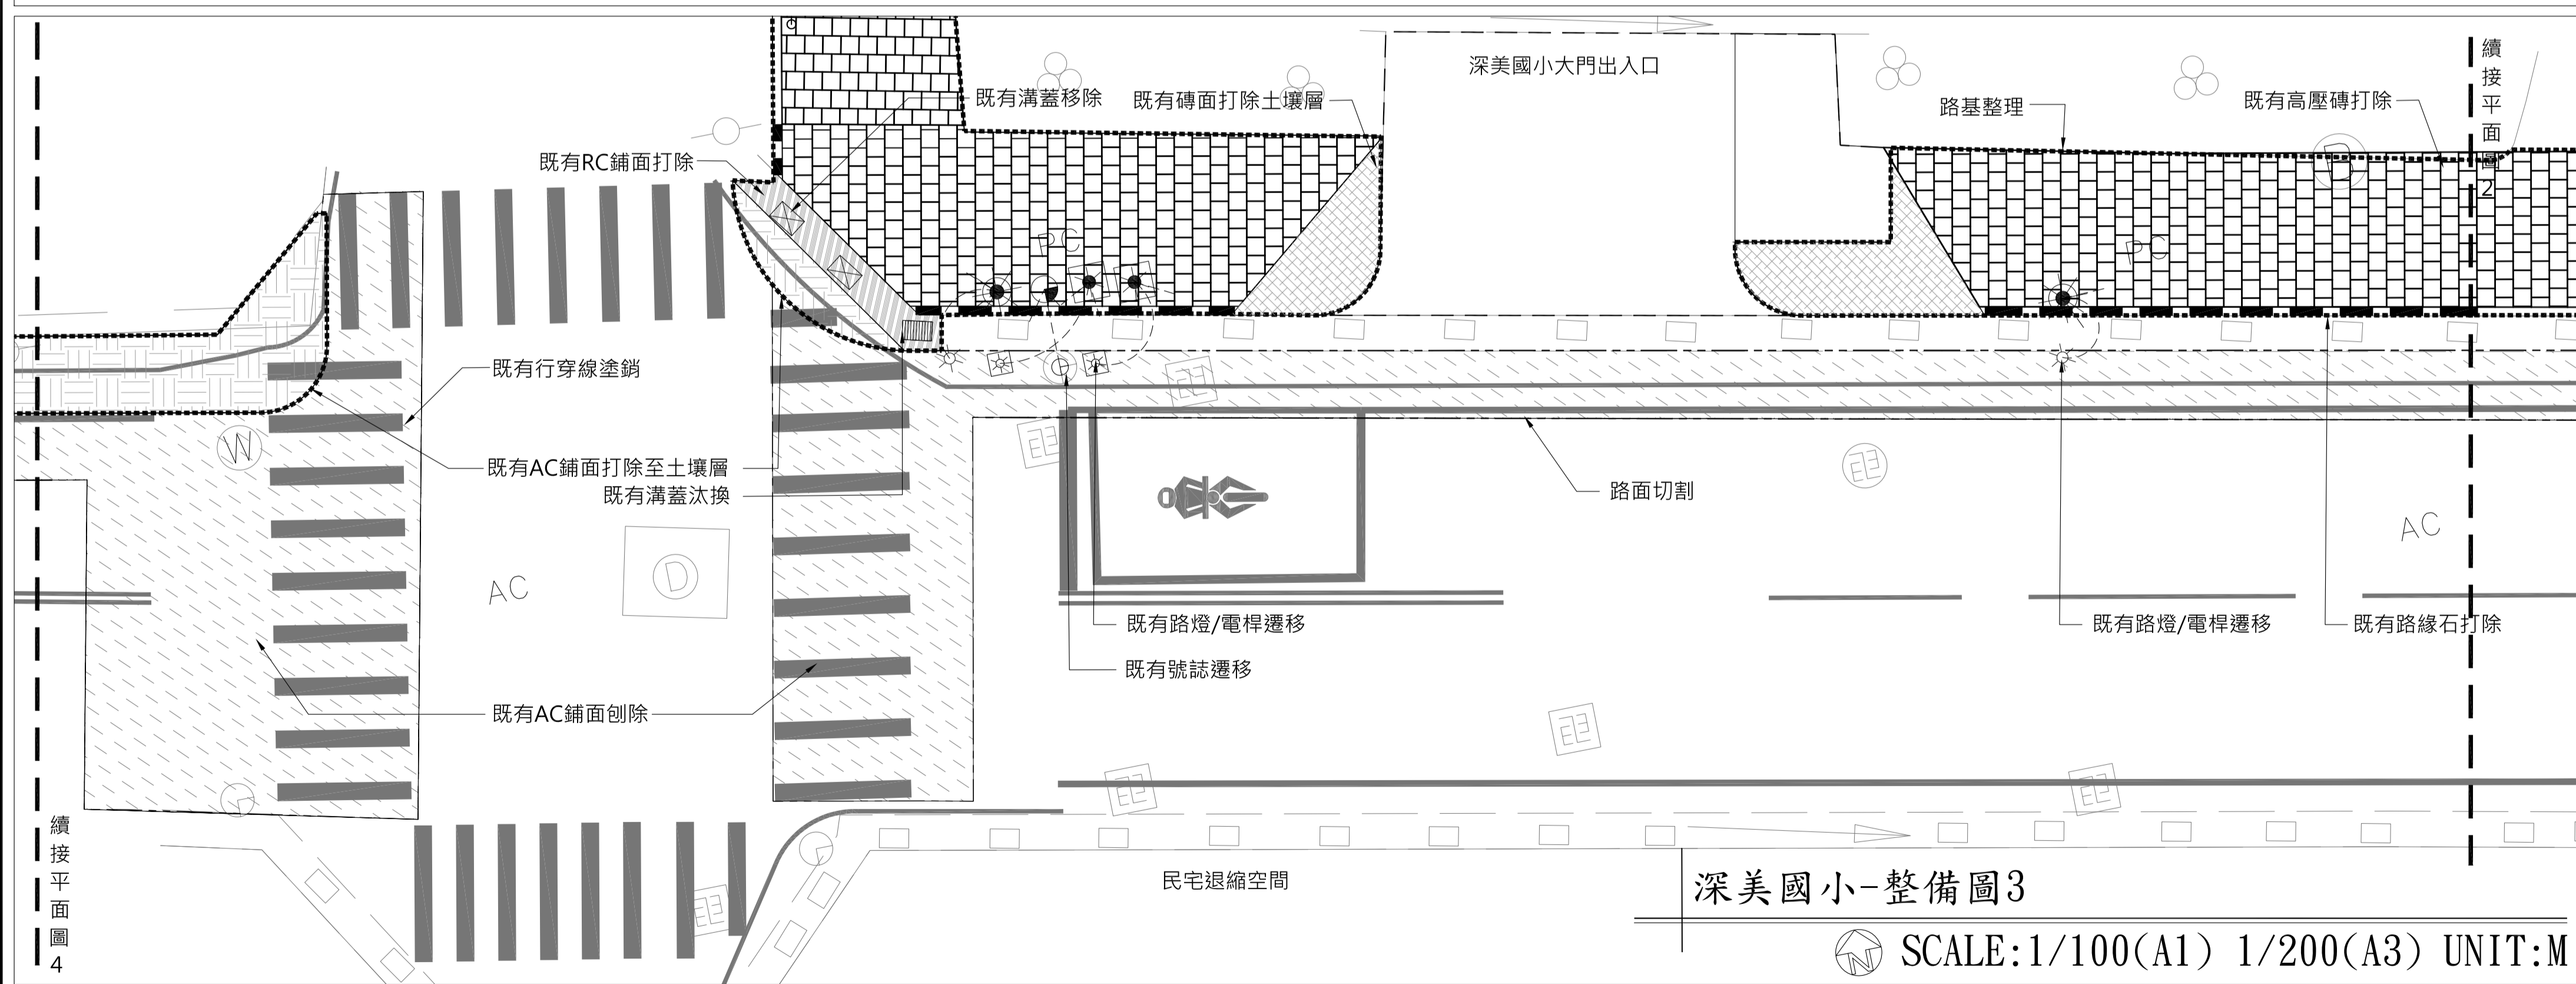 深美國小大門出入口
續接平面圖2
既有溝蓋移除
既有磚面打除土壤層
路基整理
既有高壓磚打除
既有RC鋪面打除
D
PC
PC
既有行穿線塗銷
W
既有AC鋪面打除至土壤層
既有溝蓋汰換
路面切割
AC
AC
D
既有路燈/電桿遷移
既有路燈/電桿遷移
既有路緣石打除
既有號誌遷移
既有AC鋪面刨除
續接平面圖4
民宅退縮空間
深美國小-整備圖3
N
SCALE:1/100(A1) 1/200(A3) UNIT:M